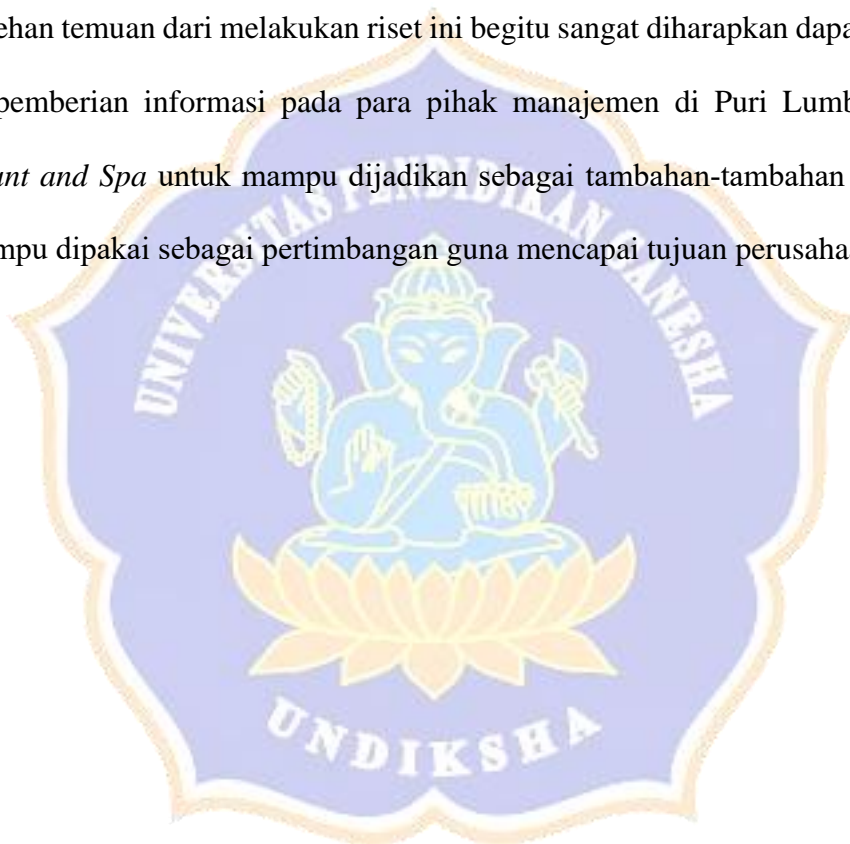 ehan temuan dari melakukan riset ini begitu sangat diharapkan dapa
pemberian informasi pada para pihak manajemen di Puri Lumb
nt and Spa untuk mampu dijadikan sebagai tambahan-tambahan
mpu dipakai sebagai pertimbangan guna mencapai tujuan perusaha
UNIVERSITAS PENDIDIKAN GANESHA
UNDIKSHA